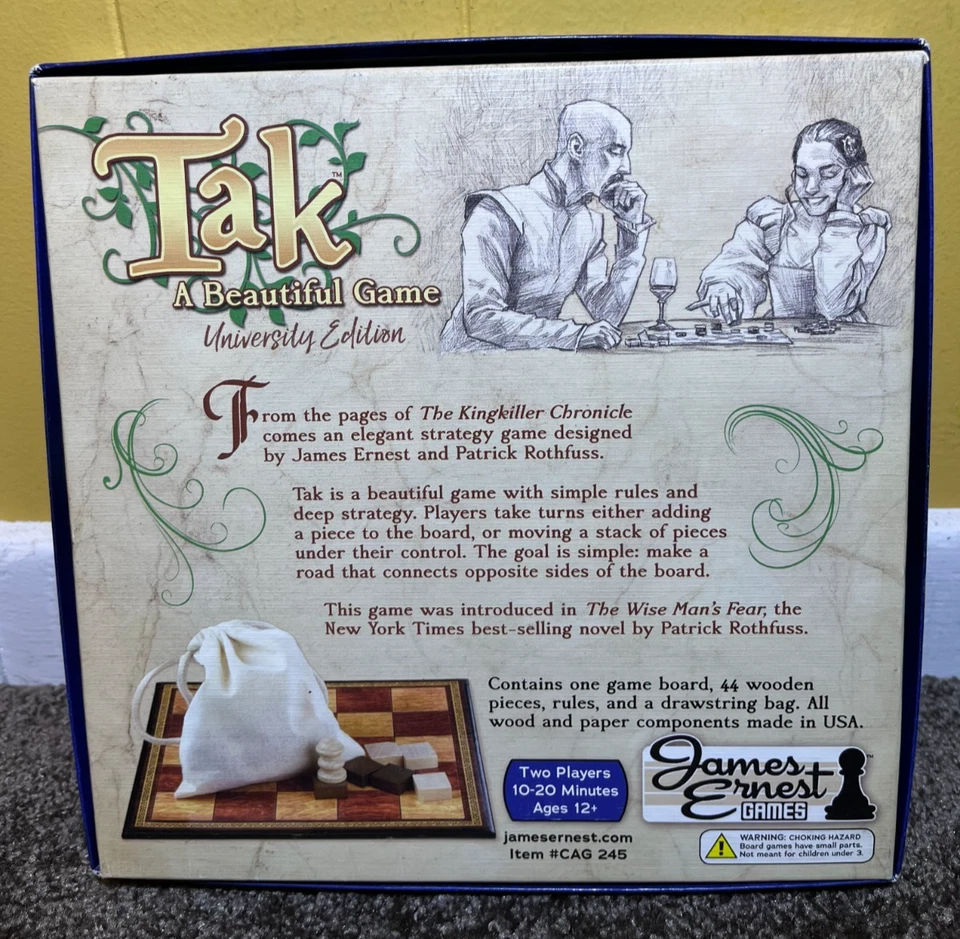 Tak™
A Beautiful Game
University Edition
From the pages of The Kingkiller Chronicle
comes an elegant strategy game designed
by James Ernest and Patrick Rothfuss.
Tak is a beautiful game with simple rules and
deep strategy. Players take turns either adding
a piece to the board, or moving a stack of pieces
under their control. The goal is simple: make a
road that connects opposite sides of the board.
This game was introduced in The Wise Man's Fear, the
New York Times best-selling novel by Patrick Rothfuss.
Contains one game board, 44 wooden
pieces, rules, and a drawstring bag. All
wood and paper components made in USA.
Two Players
10-20 Minutes
Ages 12+
jamesernest.com
Item #CAG 245
James
Ernest
GAMES™
WARNING: CHOKING HAZARD
Board games have small parts.
Not meant for children under 3.